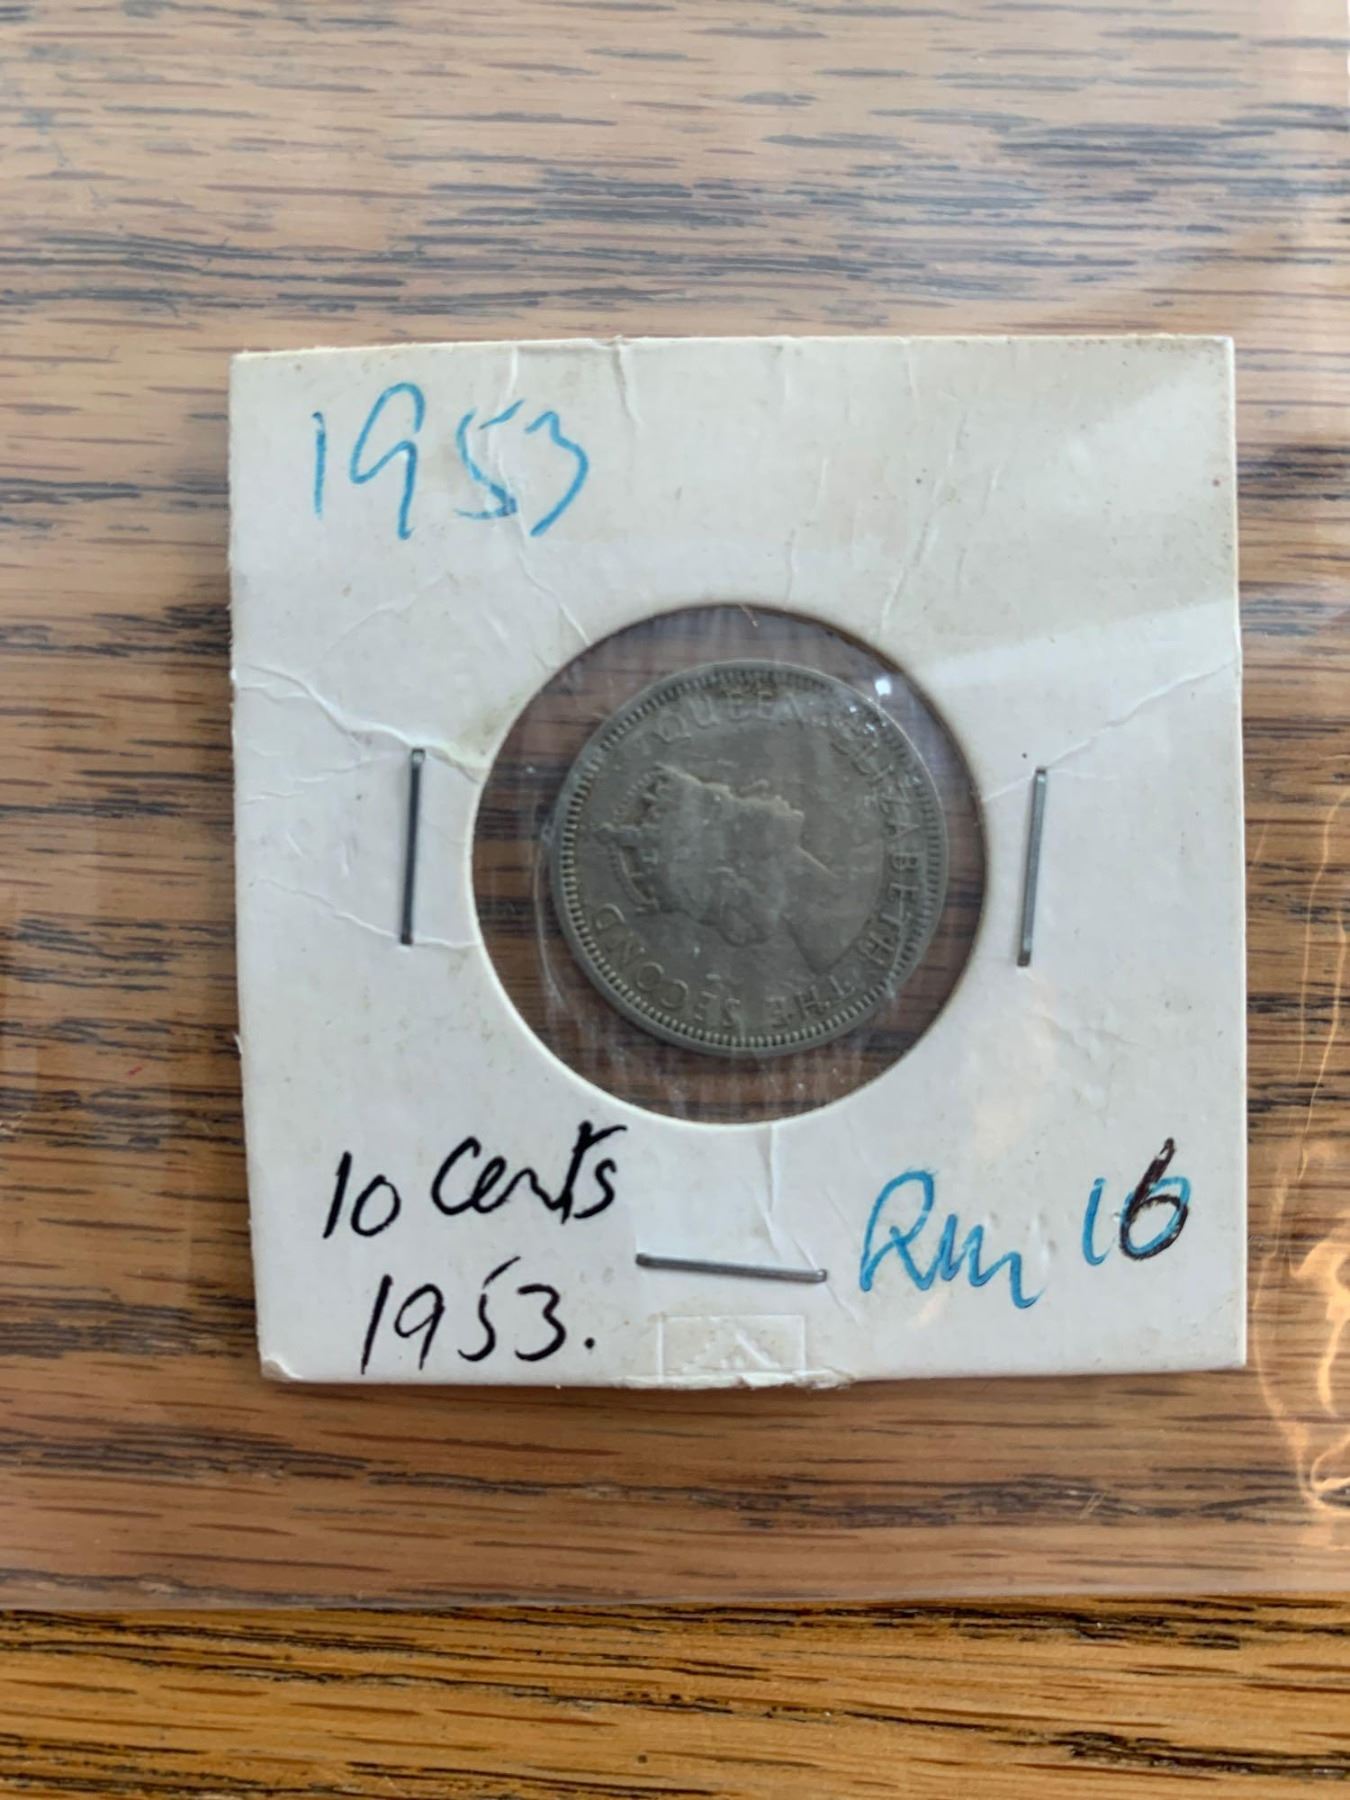 1953
QUEEN ELIZABETH THE SECOND
10 Cents
1953.
Rm 16